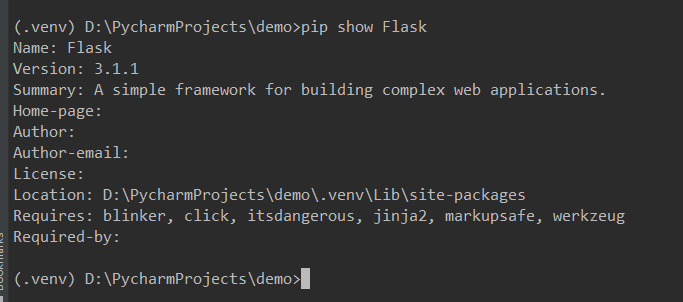 (.venv) D:\PycharmProjects\demo>pip show Flask
Name: Flask
Version: 3.1.1
Summary: A simple framework for building complex web applications.
Home-page:
Author:
Author-email:
License:
Location: D:\PycharmProjects\demo\.venv\Lib\site-packages
Requires: blinker, click, itsdangerous, jinja2, markupsafe, werkzeug
Required-by:
(.venv) D:\PycharmProjects\demo>